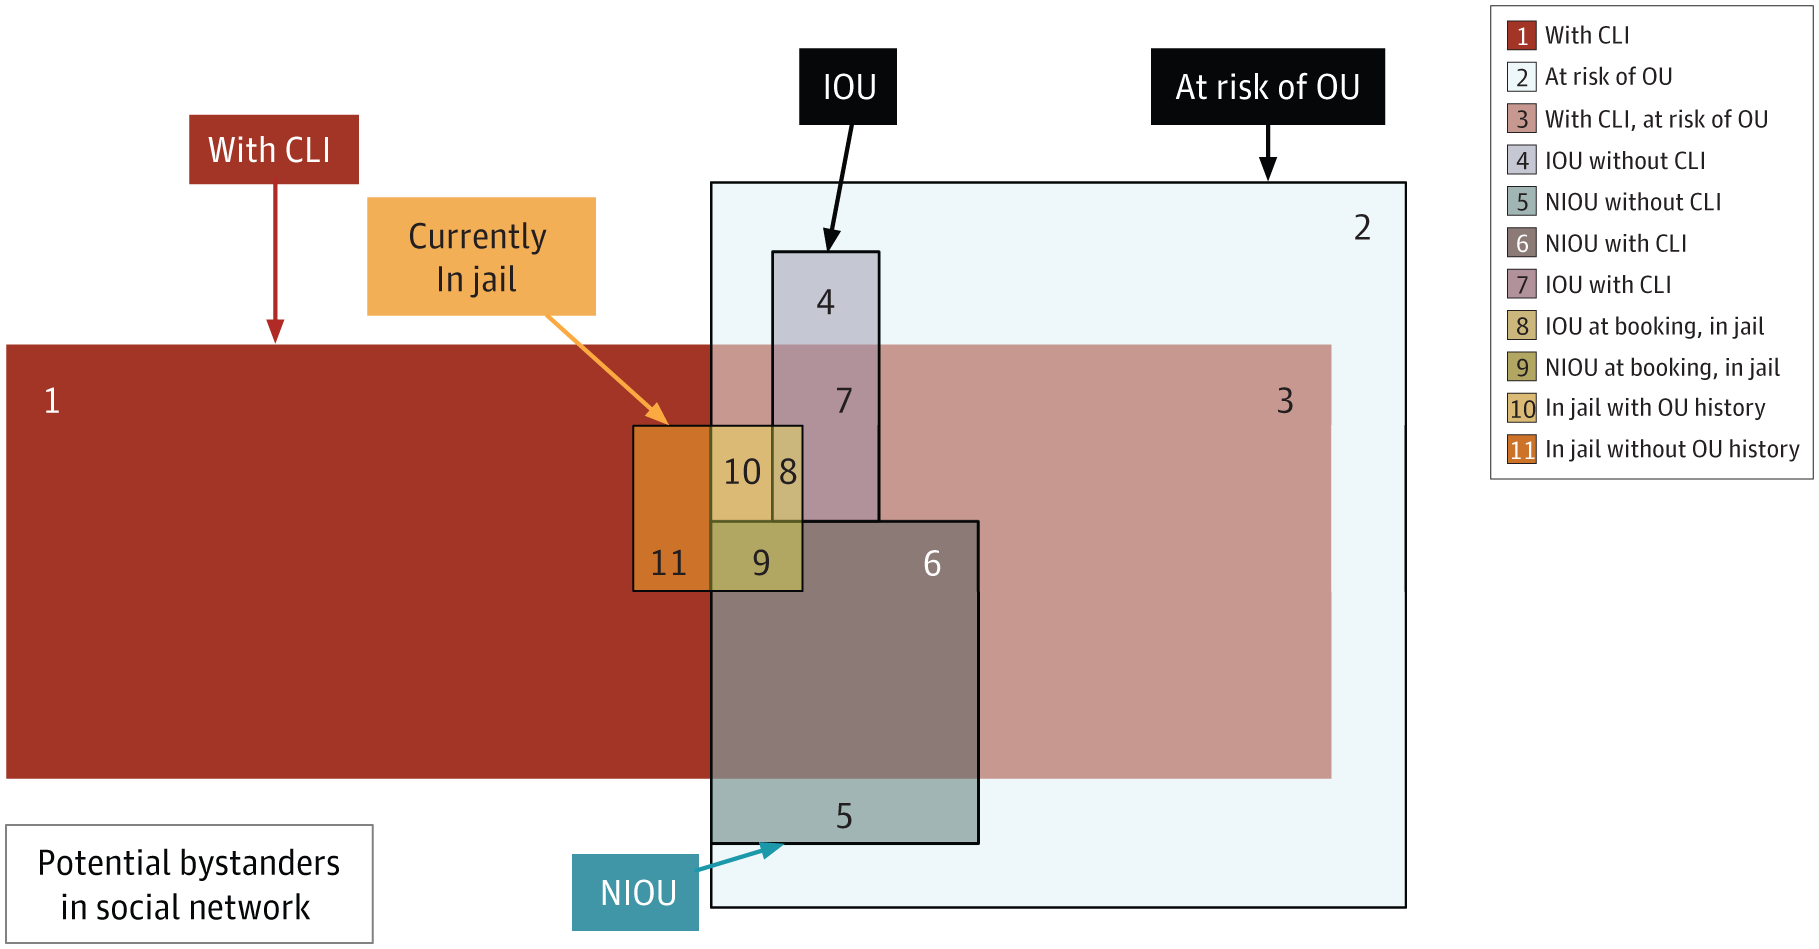 IOU
At risk of OU
With CLI
Currently
In jail
1
2
3
4
7
10
8
11
9
6
5
NIOU
Potential bystanders
in social network
1 With CLI
2 At risk of OU
3 With CLI, at risk of OU
4 IOU without CLI
5 NIOU without CLI
6 NIOU with CLI
7 IOU with CLI
8 IOU at booking, in jail
9 NIOU at booking, in jail
10 In jail with OU history
11 In jail without OU history